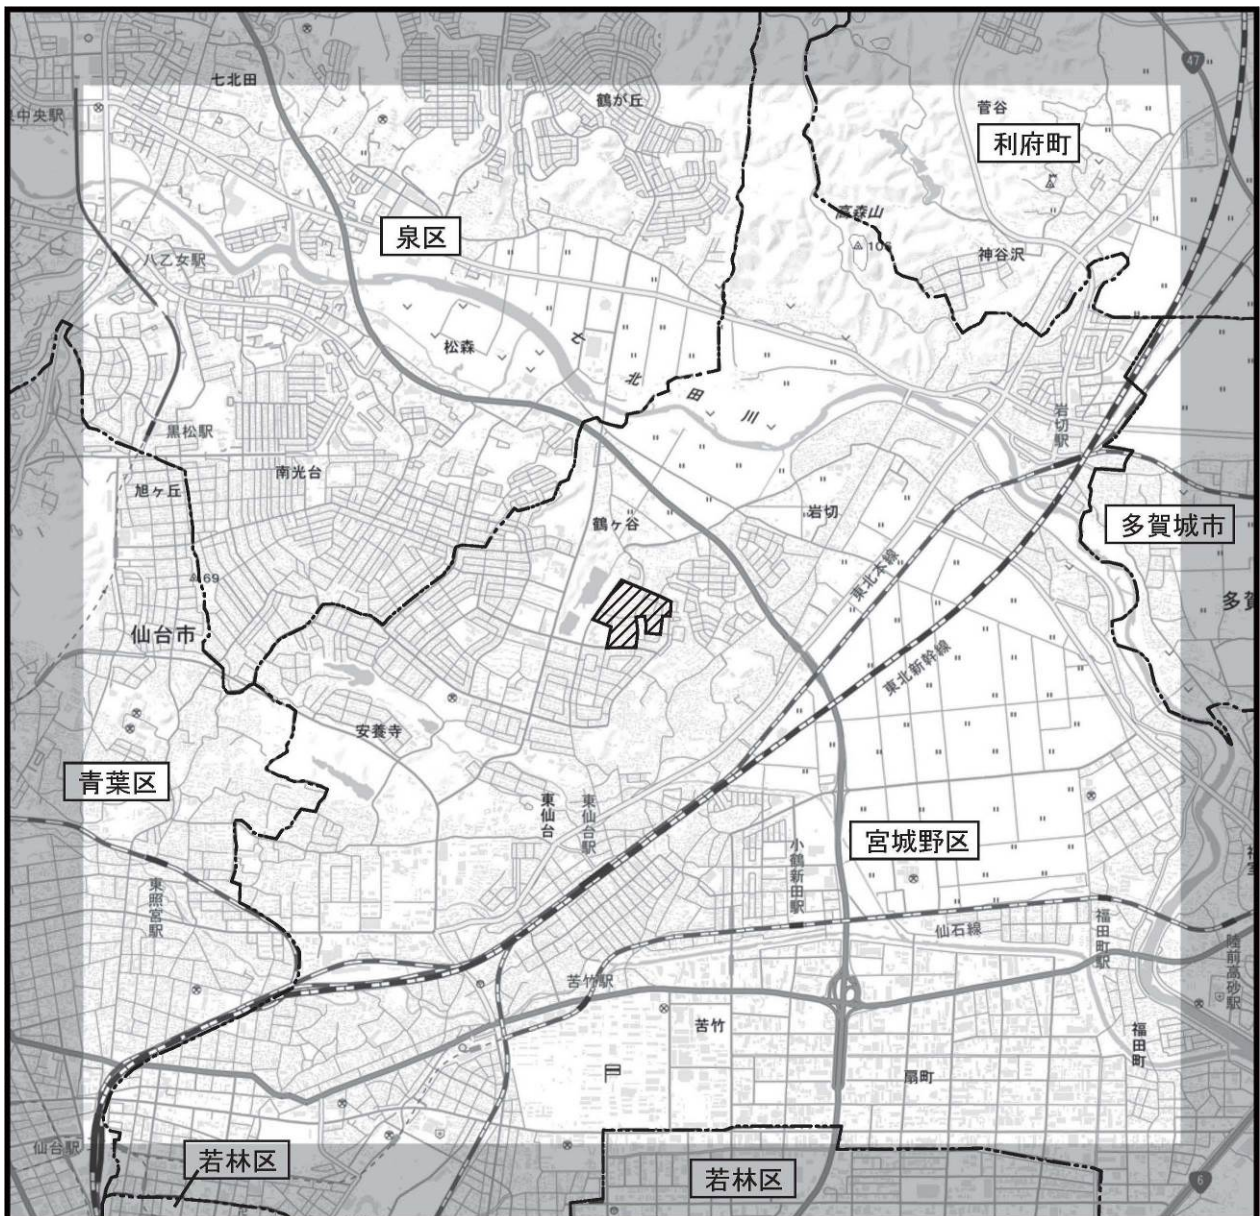 七北田
鶴が丘
47
菅谷
中央駅
利府町
泉区
高森山
106
神谷沢
八乙女駅
松森
七北田川
岩切駅
黒松駅
南光台
旭ヶ丘
鶴ヶ谷
岩切
多賀城市
69
東北本線
多賀
仙台市
東北新幹線
安養寺
青葉区
東仙台
東仙台駅
宮城野区
小鶴新田駅
東照宮駅
仙石線
福田町駅
陸前高砂駅
苦竹駅
苦竹
福田町
扇町
仙台駅
若林区
若林区
6